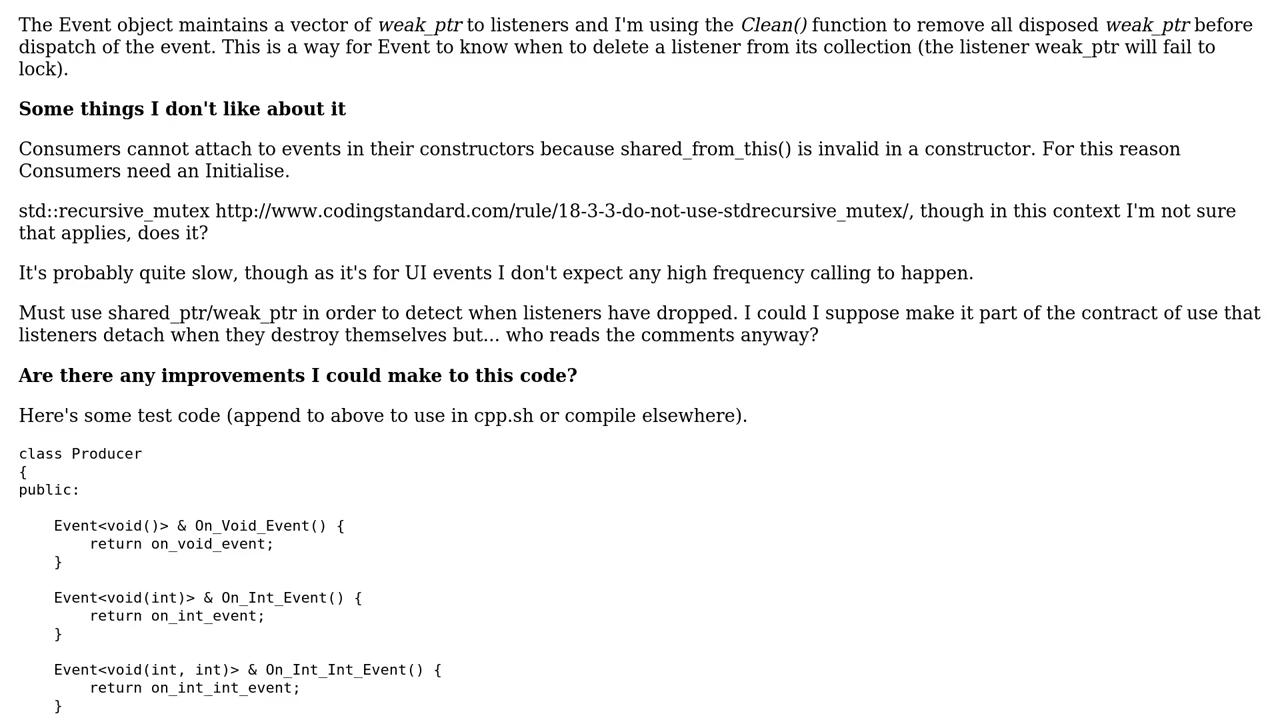 The Event object maintains a vector of weak_ptr to listeners and I'm using the Clean() function to remove all disposed weak_ptr before
dispatch of the event. This is a way for Event to know when to delete a listener from its collection (the listener weak_ptr will fail to
lock).
Some things I don't like about it
Consumers cannot attach to events in their constructors because shared_from_this() is invalid in a constructor. For this reason
Consumers need an Initialise.
std::recursive_mutex http://www.codingstandard.com/rule/18-3-3-do-not-use-stdrecursive_mutex/, though in this context I'm not sure
that applies, does it?
It's probably quite slow, though as it's for UI events I don't expect any high frequency calling to happen.
Must use shared_ptr/weak_ptr in order to detect when listeners have dropped. I could I suppose make it part of the contract of use that
listeners detach when they destroy themselves but... who reads the comments anyway?
Are there any improvements I could make to this code?
Here's some test code (append to above to use in cpp.sh or compile elsewhere).
class Producer
{
public:
    Event<void()> & On_Void_Event() {
        return on_void_event;
    }
    Event<void(int)> & On_Int_Event() {
        return on_int_event;
    }
    Event<void(int, int)> & On_Int_Int_Event() {
        return on_int_int_event;
    }